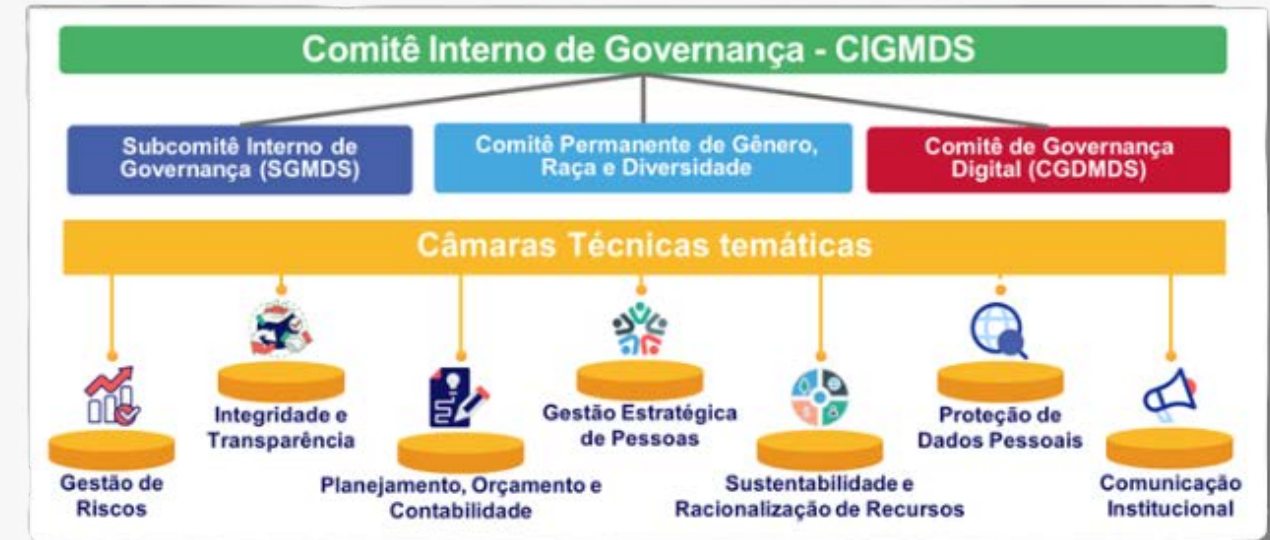 Comitê Interno de Governança - CIGMDS
Subcomitê Interno de
Governança (SGMDS)
Comitê Permanente de Gênero,
Raça e Diversidade
Comitê de Governança
Digital (CGDMDS)
Câmaras Técnicas temáticas
Gestão de
Riscos
Integridade e
Transparência
Planejamento, Orçamento e
Contabilidade
Gestão Estratégica
de Pessoas
Sustentabilidade e
Racionalização de Recursos
Proteção de
Dados Pessoais
Comunicação
Institucional